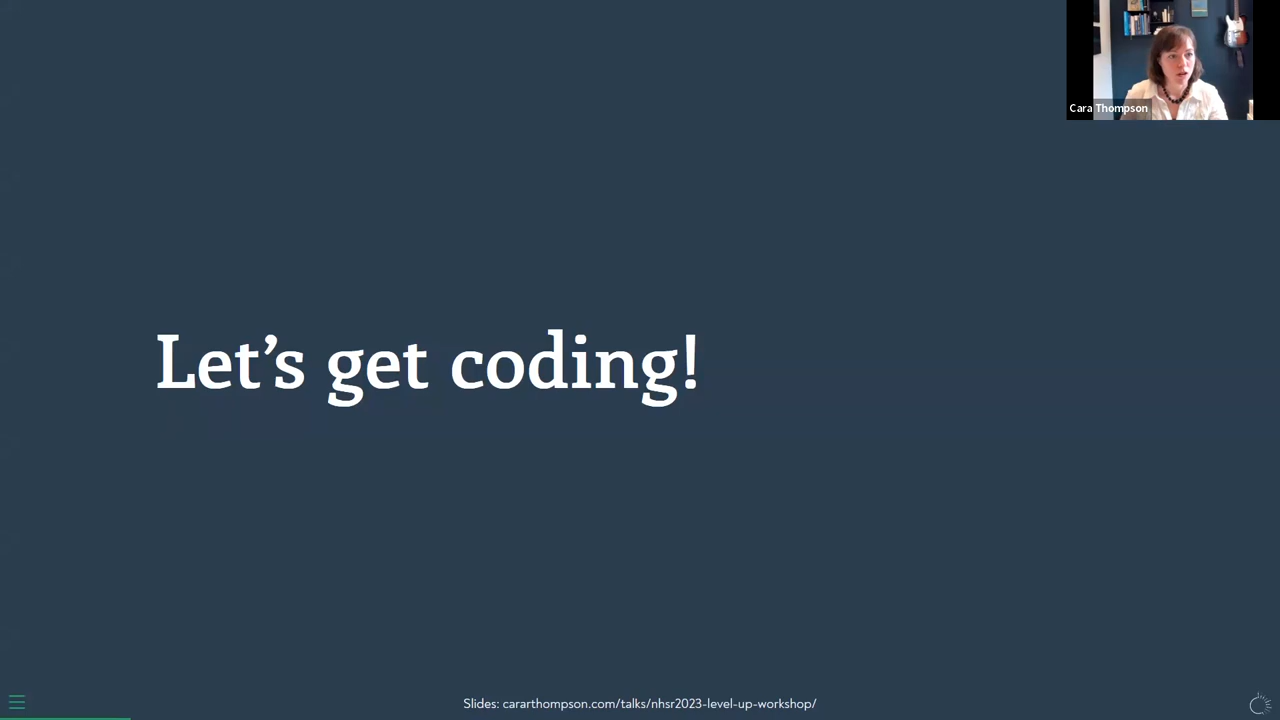 Cara Thompson
Let’s get coding!
Slides: cararthompson.com/talks/nhsr2023-level-up-workshop/